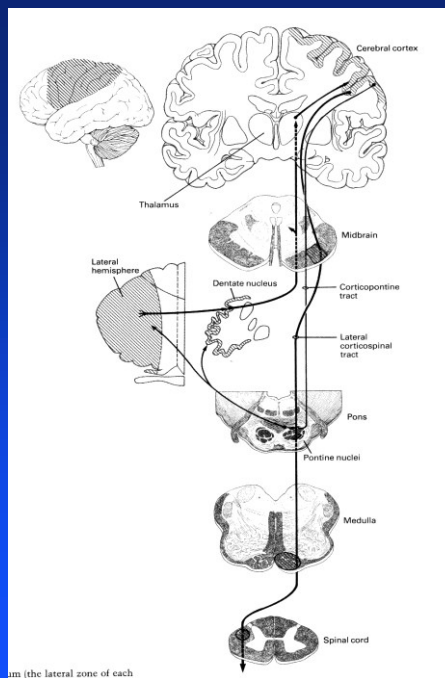 Cerebral cortex
Thalamus
Midbrain
Lateral
hemisphere
Dentate nucleus
Corticopontine
tract
Lateral
corticospinal
tract
Pons
Pontine nuclei
Medulla
Spinal cord
um (the lateral zone of each